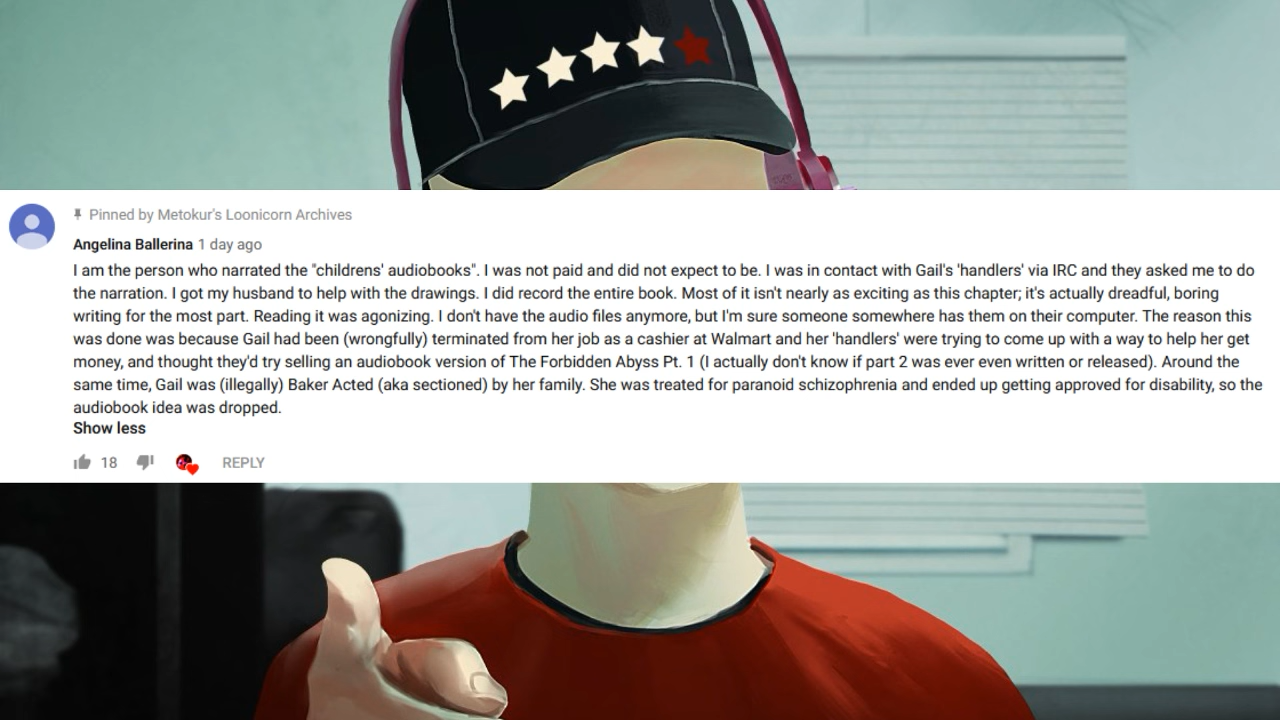 Pinned by Metokur's Loonicorn Archives
Angelina Ballerina 1 day ago
I am the person who narrated the "childrens' audiobooks". I was not paid and did not expect to be. I was in contact with Gail's 'handlers' via IRC and they asked me to do
the narration. I got my husband to help with the drawings. I did record the entire book. Most of it isn't nearly as exciting as this chapter; it's actually dreadful, boring
writing for the most part. Reading it was agonizing. I don't have the audio files anymore, but I'm sure someone somewhere has them on their computer. The reason this
was done was because Gail had been (wrongfully) terminated from her job as a cashier at Walmart and her 'handlers' were trying to come up with a way to help her get
money, and thought they'd try selling an audiobook version of The Forbidden Abyss Pt. 1 (I actually don't know if part 2 was ever even written or released). Around the
same time, Gail was (illegally) Baker Acted (aka sectioned) by her family. She was treated for paranoid schizophrenia and ended up getting approved for disability, so the
audiobook idea was dropped.
Show less
18 REPLY